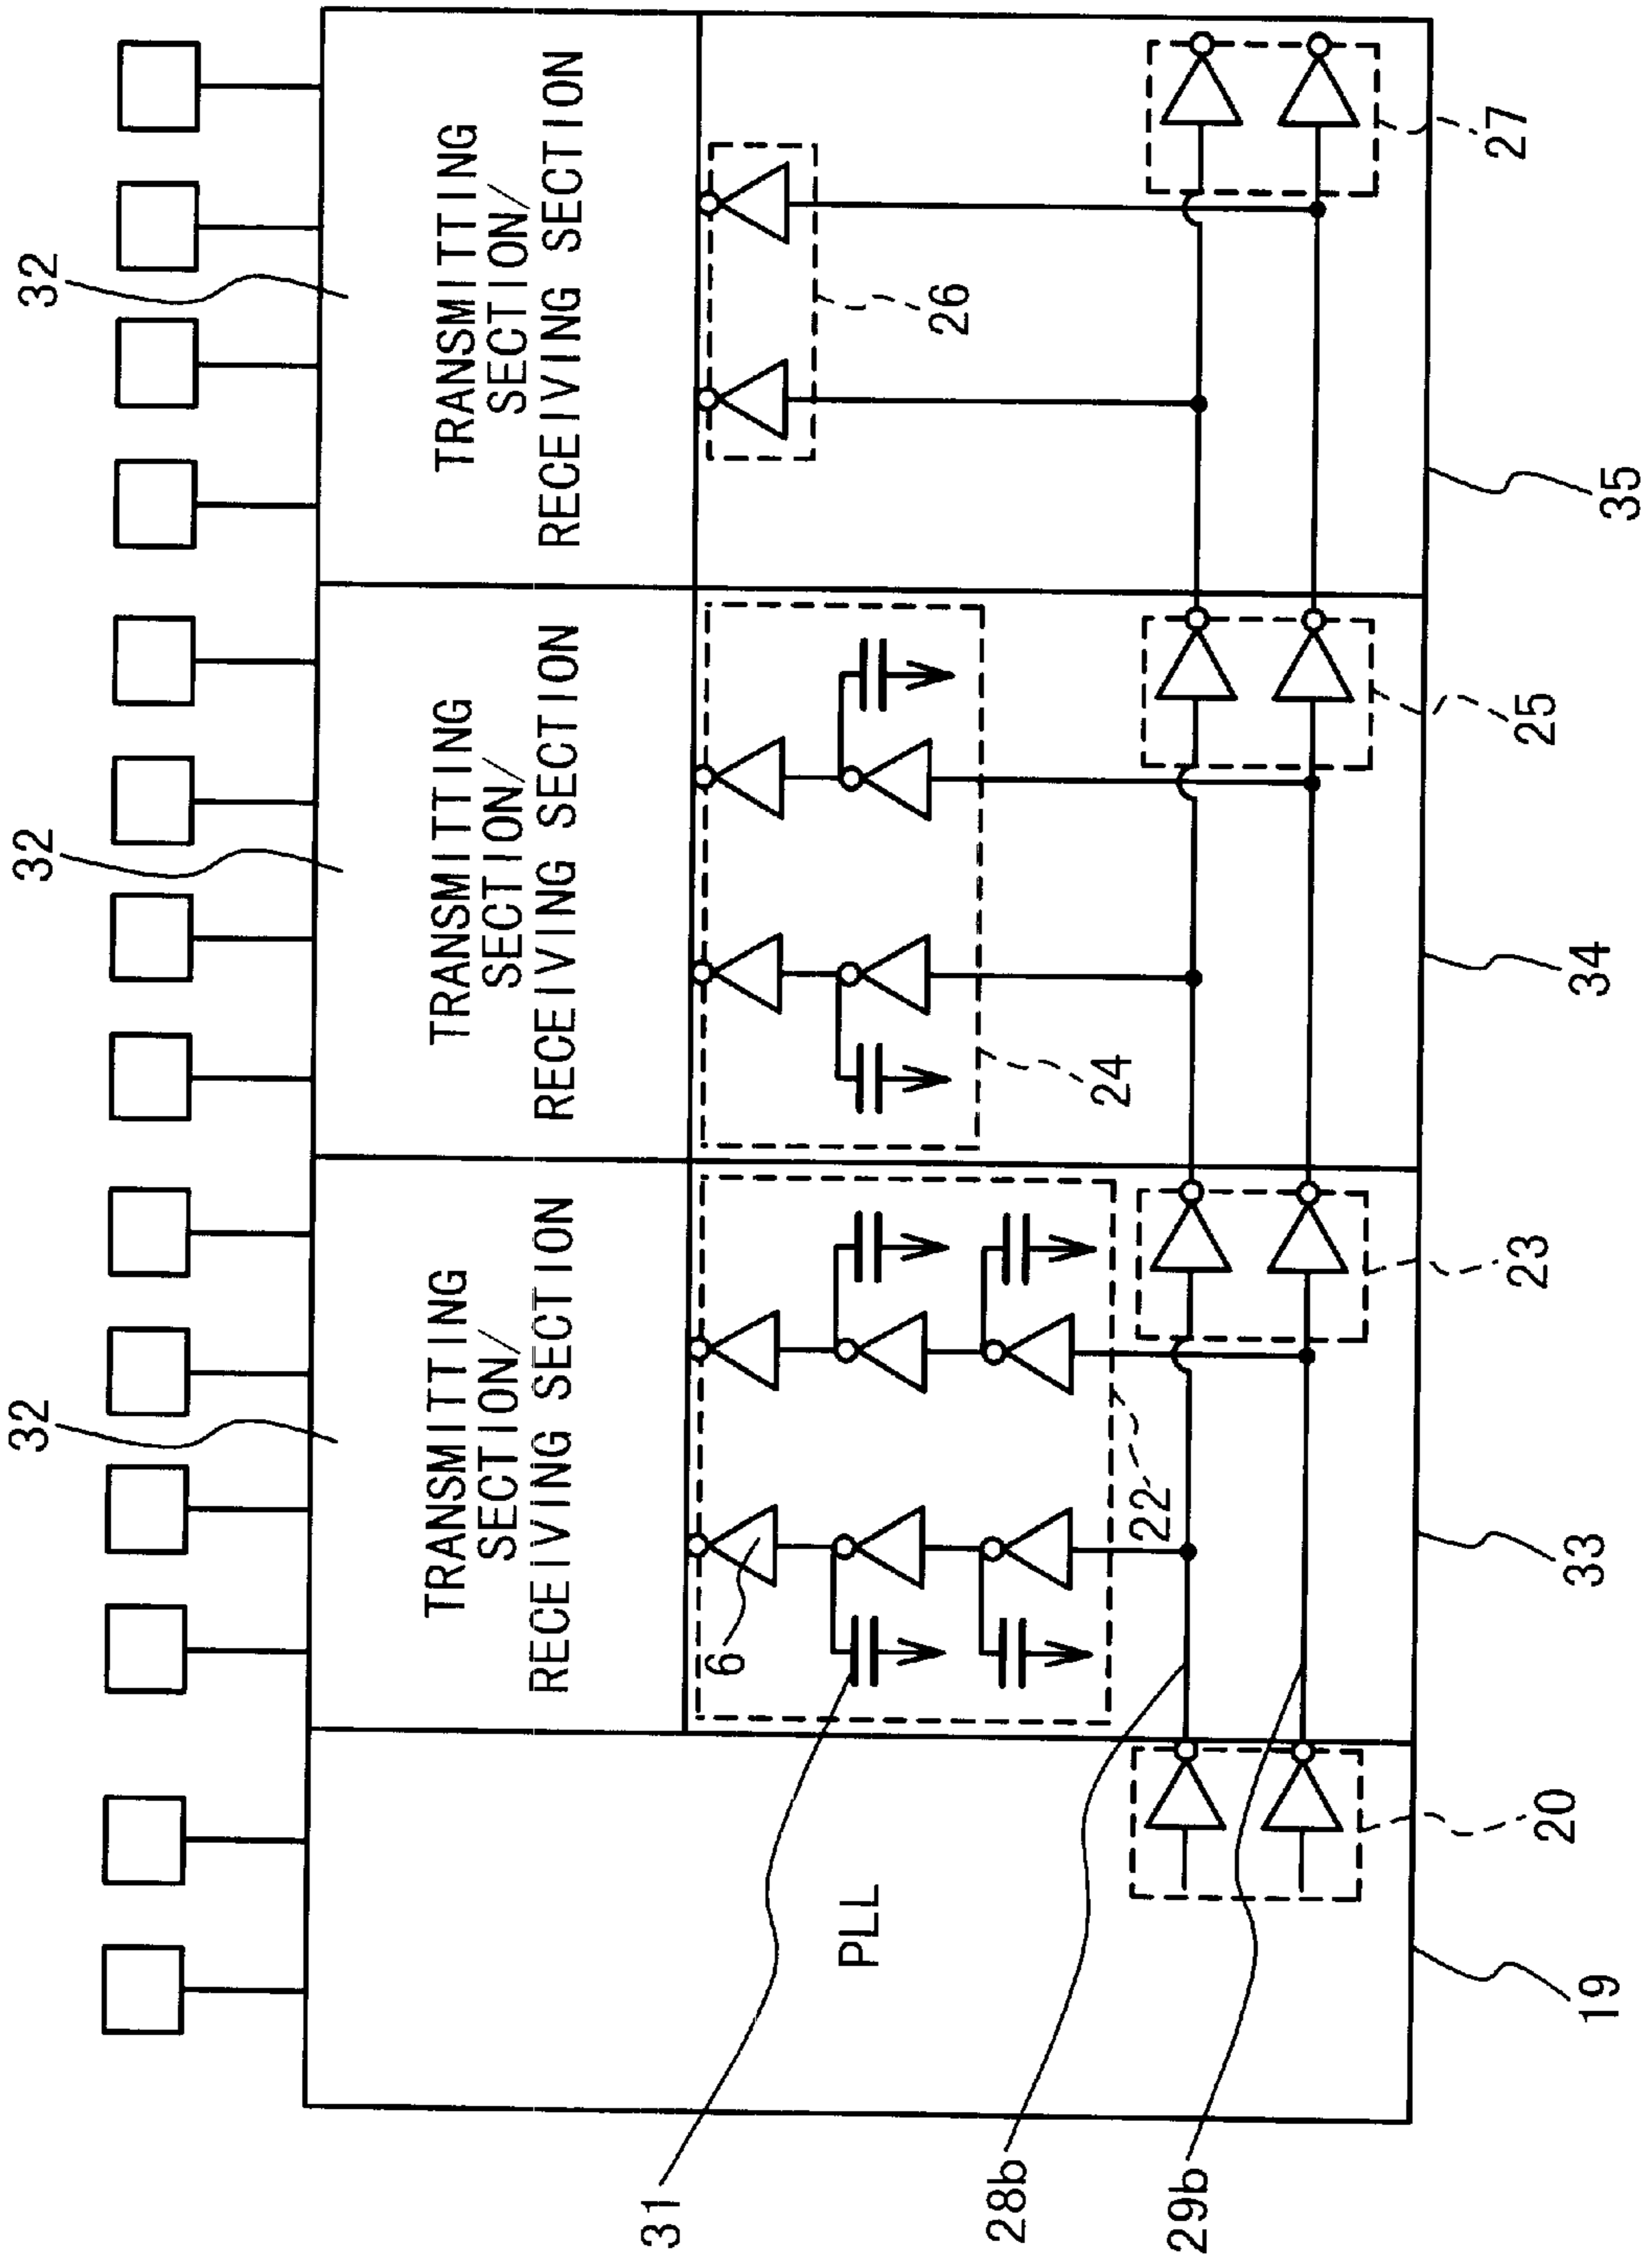 32
32
32
TRANSMITTING
SECTION/
RECEIVING SECTION
TRANSMITTING
SECTION/
RECEIVING SECTION
TRANSMITTING
SECTION/
RECEIVING SECTION
6
31
PLL
22
24
26
28b
29b
20
23
25
27
19
33
34
35